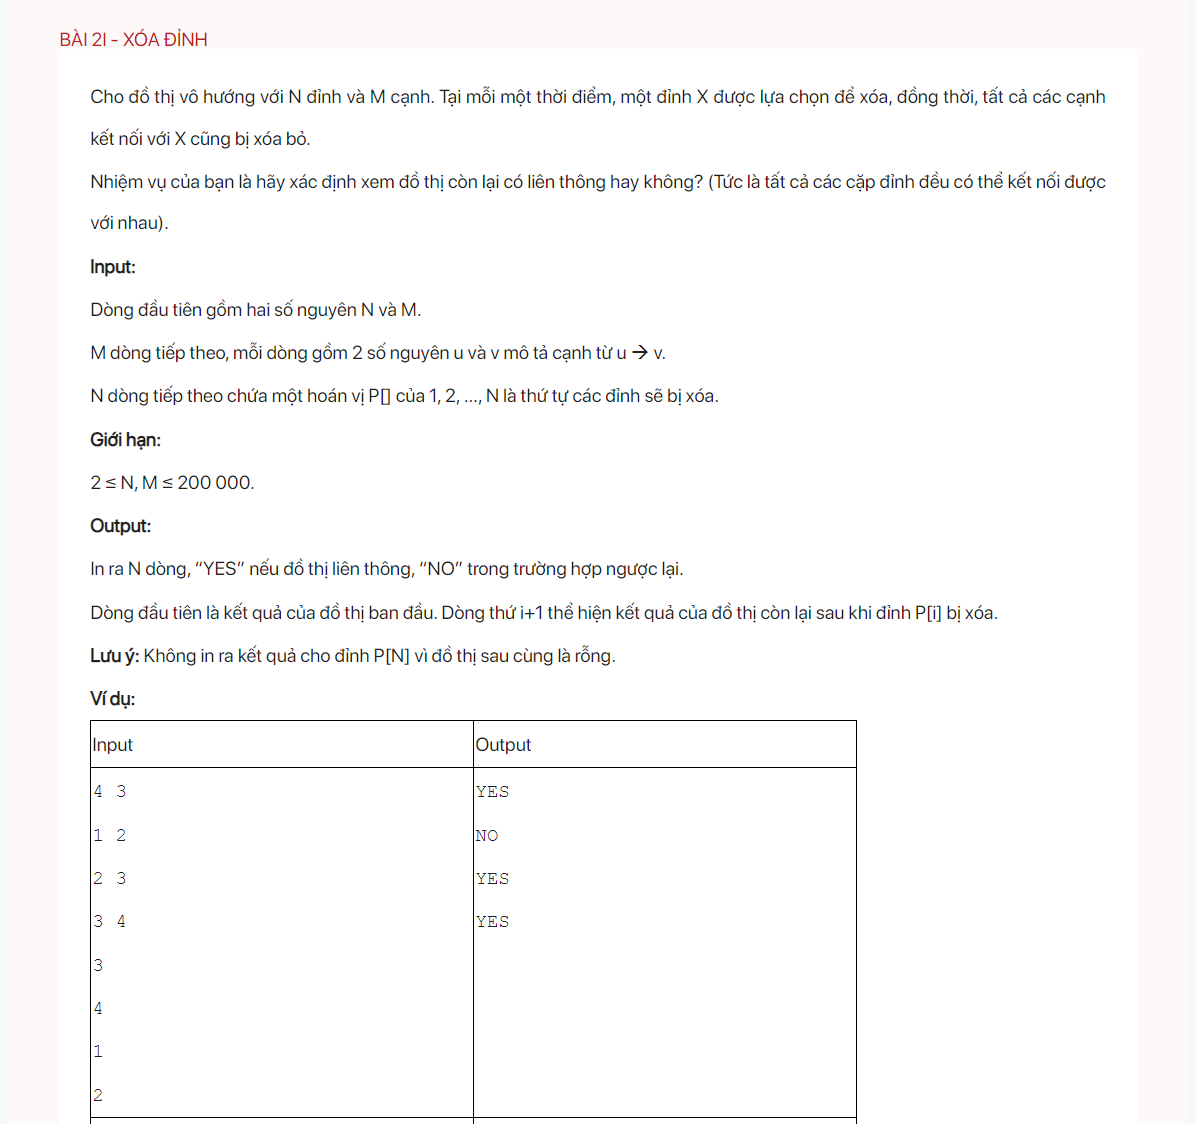 BÀI 2I - XÓA ĐỈNH
Cho đồ thị vô hướng với N đỉnh và M cạnh. Tại mỗi một thời điểm, một đỉnh X được lựa chọn để xóa, đồng thời, tất cả các cạnh
kết nối với X cũng bị xóa bỏ.
Nhiệm vụ của bạn là hãy xác định xem đồ thị còn lại có liên thông hay không? (Tức là tất cả các cặp đỉnh đều có thể kết nối được
với nhau).
Input:
Dòng đầu tiên gồm hai số nguyên N và M.
M dòng tiếp theo, mỗi dòng gồm 2 số nguyên u và v mô tả cạnh từ u → v.
N dòng tiếp theo chứa một hoán vị P[] của 1, 2, ..., N là thứ tự các đỉnh sẽ bị xóa.
Giới hạn:
2 ≤ N, M ≤ 200 000.
Output:
In ra N dòng, “YES” nếu đồ thị liên thông, “NO” trong trường hợp ngược lại.
Dòng đầu tiên là kết quả của đồ thị ban đầu. Dòng thứ i+1 thể hiện kết quả của đồ thị còn lại sau khi đỉnh P[i] bị xóa.
Lưu ý: Không in ra kết quả cho đỉnh P[N] vì đồ thị sau cùng là rỗng.
Ví dụ:
Input Output
4 3 YES
1 2 NO
2 3 YES
3 4 YES
3
4
1
2